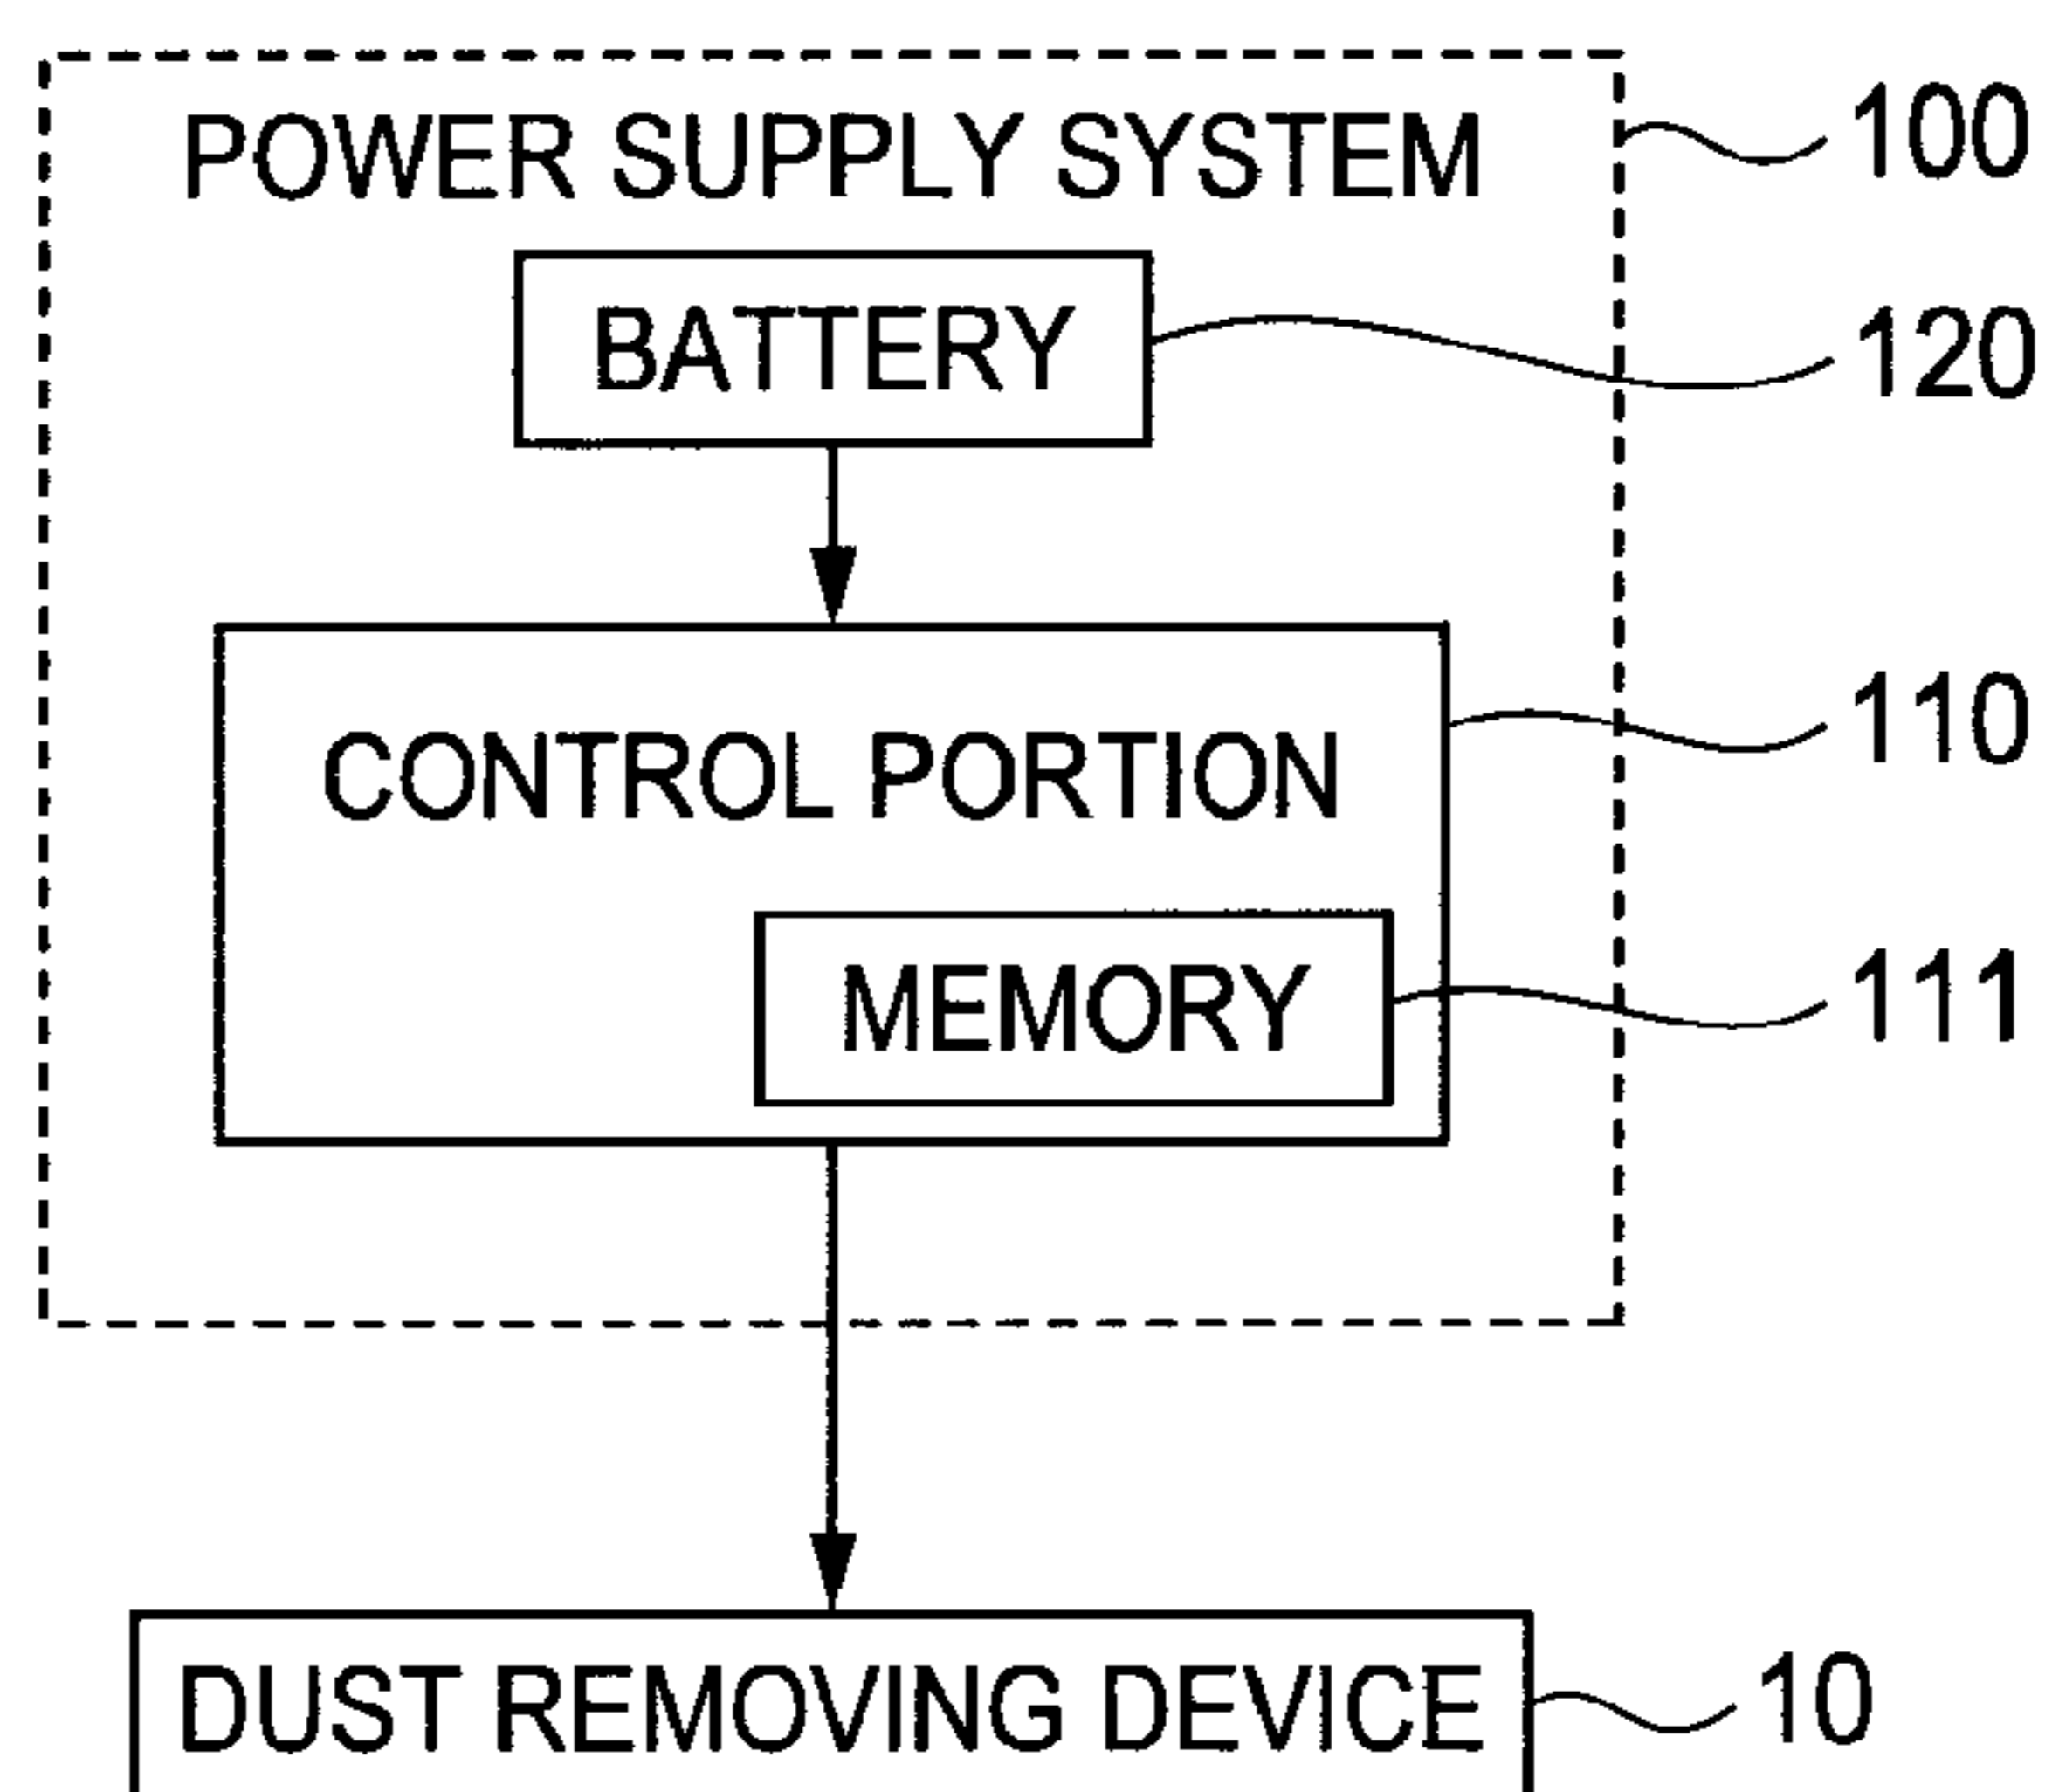 POWER SUPPLY SYSTEM 100
BATTERY 120
CONTROL PORTION 110
MEMORY 111
DUST REMOVING DEVICE 10